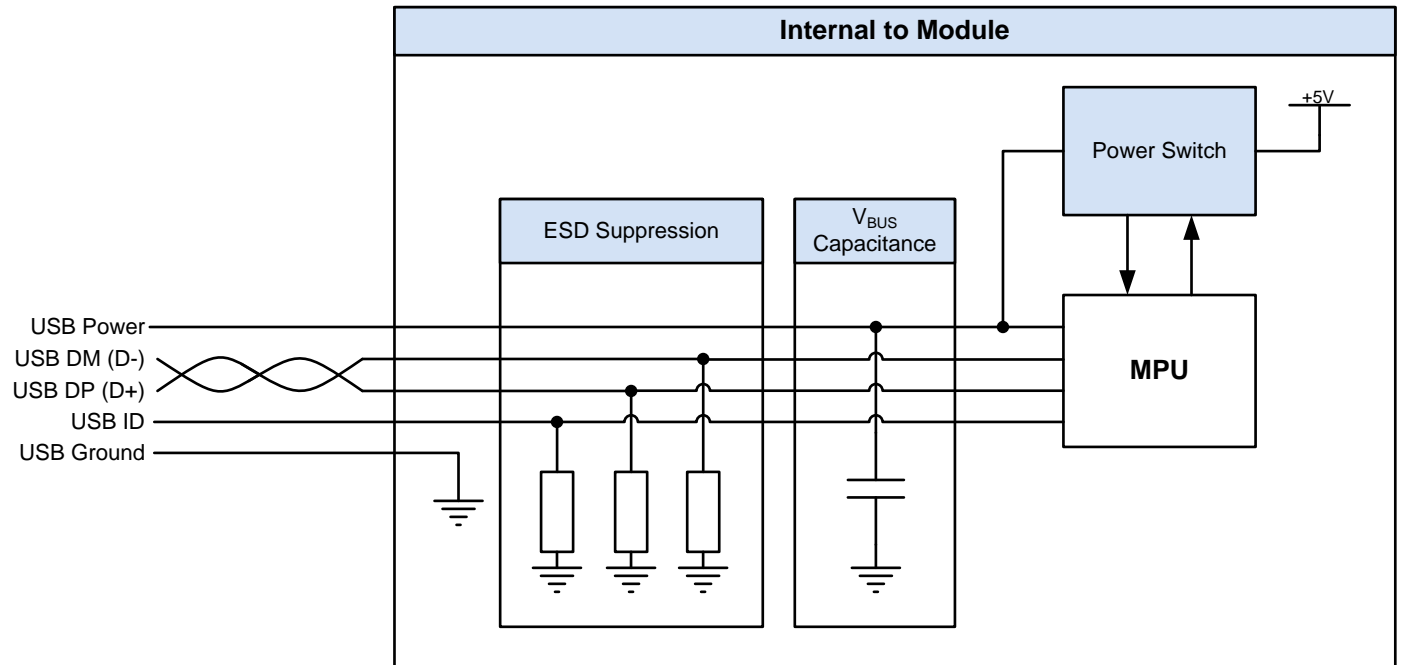 Internal to Module
+5V
Power Switch
ESD Suppression
VBUS
Capacitance
USB Power
USB DM (D-)
USB DP (D+)
USB ID
USB Ground
MPU